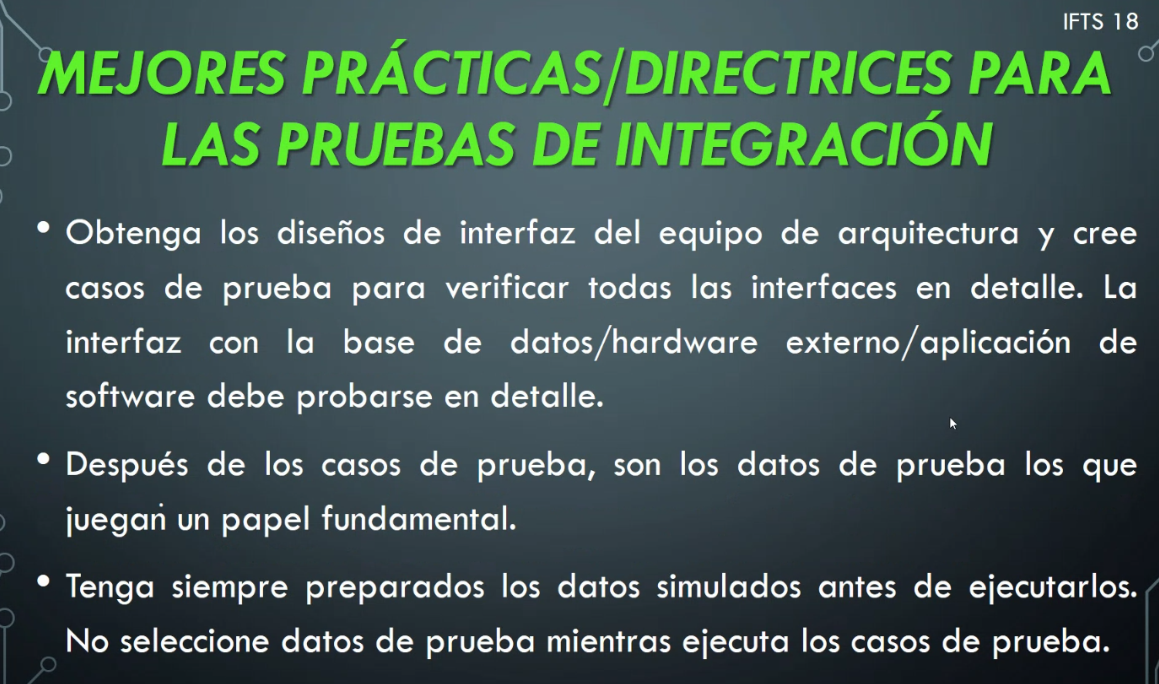 IFTS 18
MEJORES PRÁCTICAS/DIRECTRICES PARA
LAS PRUEBAS DE INTEGRACIÓN
• Obtenga los diseños de interfaz del equipo de arquitectura y cree
casos de prueba para verificar todas las interfaces en detalle. La
interfaz con la base de datos/hardware externo/aplicación de
software debe probarse en detalle.
• Después de los casos de prueba, son los datos de prueba los que
juegan un papel fundamental.
• Tenga siempre preparados los datos simulados antes de ejecutarlos.
No seleccione datos de prueba mientras ejecuta los casos de prueba.